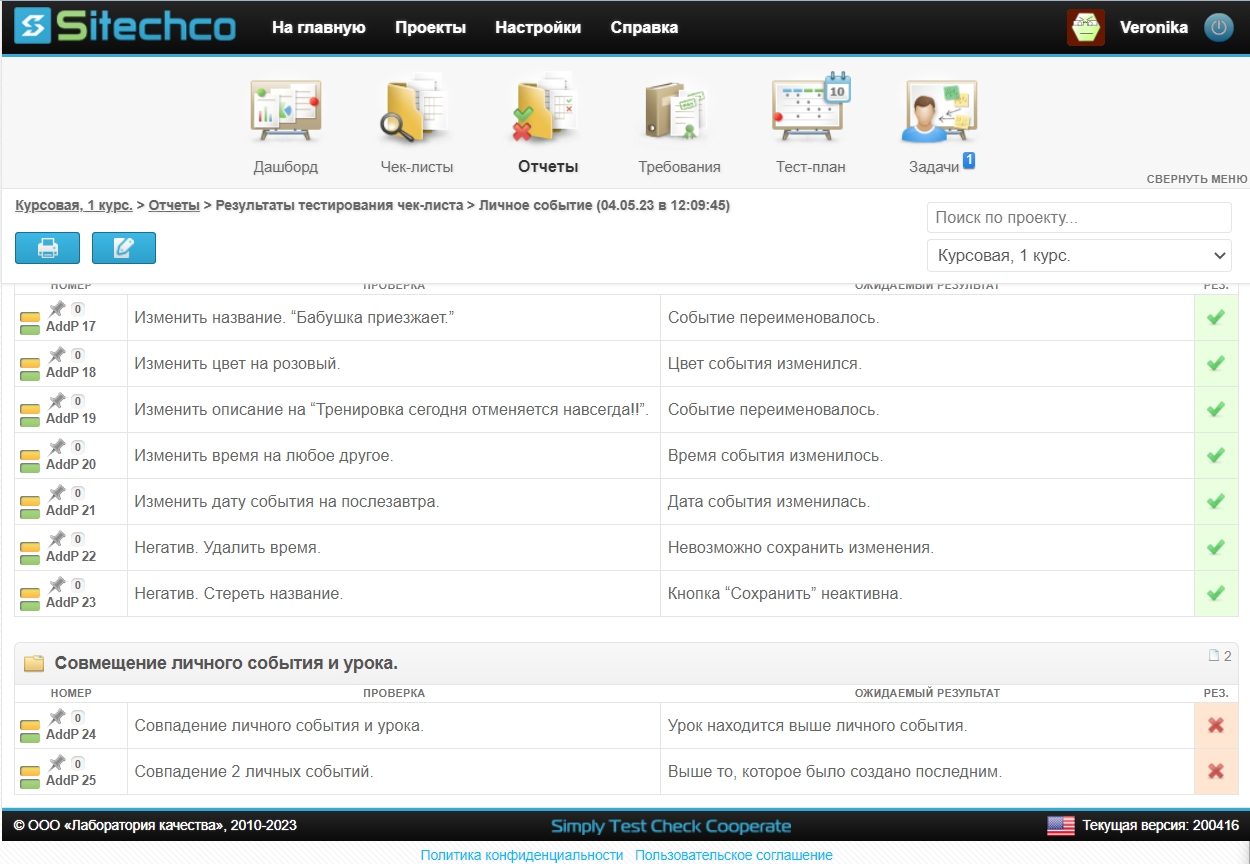 Sitechco На главную Проекты Настройки Справка Veronika
Дашборд Чек-листы Отчеты Требования Тест-план Задачи 1
10
СВЕРНУТЬ МЕНЮ
Курсовая, 1 курс. > Отчеты > Результаты тестирования чек-листа > Личное событие (04.05.23 в 12:09:45)
Поиск по проекту...
Курсовая, 1 курс.
НОМЕР ПРОВЕРКА ОЖИДАЕМЫЙ РЕЗУЛЬТАТ РЕЗ.
0
AddP 17 Изменить название. “Бабушка приезжает.” Событие переименовалось.
0
AddP 18 Изменить цвет на розовый. Цвет события изменился.
0
AddP 19 Изменить описание на “Тренировка сегодня отменяется навсегда!!”. Событие переименовалось.
0
AddP 20 Изменить время на любое другое. Время события изменилось.
0
AddP 21 Изменить дату события на послезавтра. Дата события изменилась.
0
AddP 22 Негатив. Удалить время. Невозможно сохранить изменения.
0
AddP 23 Негатив. Стереть название. Кнопка “Сохранить” неактивна.
Совмещение личного события и урока. 2
НОМЕР ПРОВЕРКА ОЖИДАЕМЫЙ РЕЗУЛЬТАТ РЕЗ.
0
AddP 24 Совпадение личного события и урока. Урок находится выше личного события.
0
AddP 25 Совпадение 2 личных событий. Выше то, которое было создано последним.
© ООО «Лаборатория качества», 2010-2023 Simply Test Check Cooperate Текущая версия: 200416
Политика конфиденциальности Пользовательское соглашение